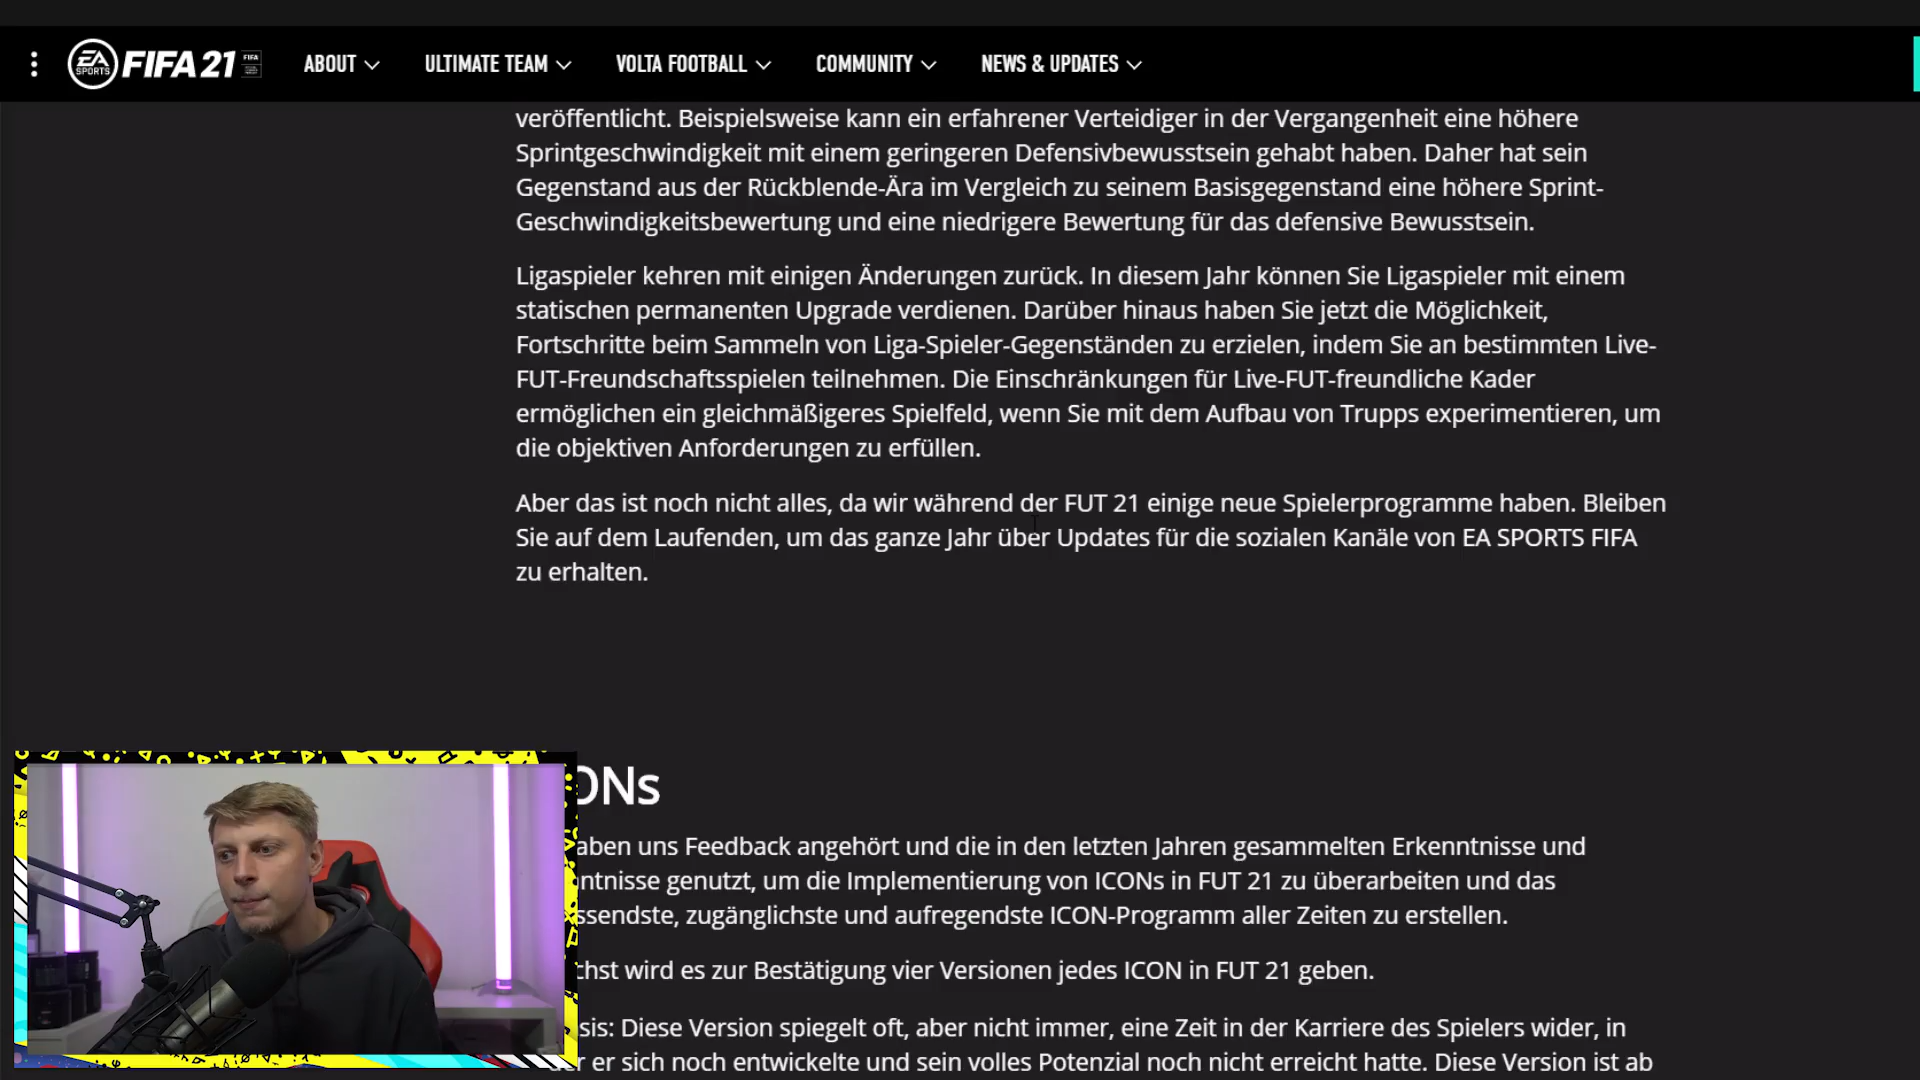 EA SPORTS FIFA 21 FIFA
ABOUT
ULTIMATE TEAM
VOLTA FOOTBALL
COMMUNITY
NEWS & UPDATES
veröffentlicht. Beispielsweise kann ein erfahrener Verteidiger in der Vergangenheit eine höhere
Sprintgeschwindigkeit mit einem geringeren Defensivbewusstsein gehabt haben. Daher hat sein
Gegenstand aus der Rückblende-Ära im Vergleich zu seinem Basisgegenstand eine höhere Sprint-
Geschwindigkeitsbewertung und eine niedrigere Bewertung für das defensive Bewusstsein.
Ligaspieler kehren mit einigen Änderungen zurück. In diesem Jahr können Sie Ligaspieler mit einem
statischen permanenten Upgrade verdienen. Darüber hinaus haben Sie jetzt die Möglichkeit,
Fortschritte beim Sammeln von Liga-Spieler-Gegenständen zu erzielen, indem Sie an bestimmten Live-
FUT-Freundschaftsspielen teilnehmen. Die Einschränkungen für Live-FUT-freundliche Kader
ermöglichen ein gleichmäßigeres Spielfeld, wenn Sie mit dem Aufbau von Trupps experimentieren, um
die objektiven Anforderungen zu erfüllen.
Aber das ist noch nicht alles, da wir während der FUT 21 einige neue Spielerprogramme haben. Bleiben
Sie auf dem Laufenden, um das ganze Jahr über Updates für die sozialen Kanäle von EA SPORTS FIFA
zu erhalten.
ONs
aben uns Feedback angehört und die in den letzten Jahren gesammelten Erkenntnisse und
ntnisse genutzt, um die Implementierung von ICONs in FUT 21 zu überarbeiten und das
ssendste, zugänglichste und aufregendste ICON-Programm aller Zeiten zu erstellen.
chst wird es zur Bestätigung vier Versionen jedes ICON in FUT 21 geben.
sis: Diese Version spiegelt oft, aber nicht immer, eine Zeit in der Karriere des Spielers wider, in
er er sich noch entwickelte und sein volles Potenzial noch nicht erreicht hatte. Diese Version ist ab